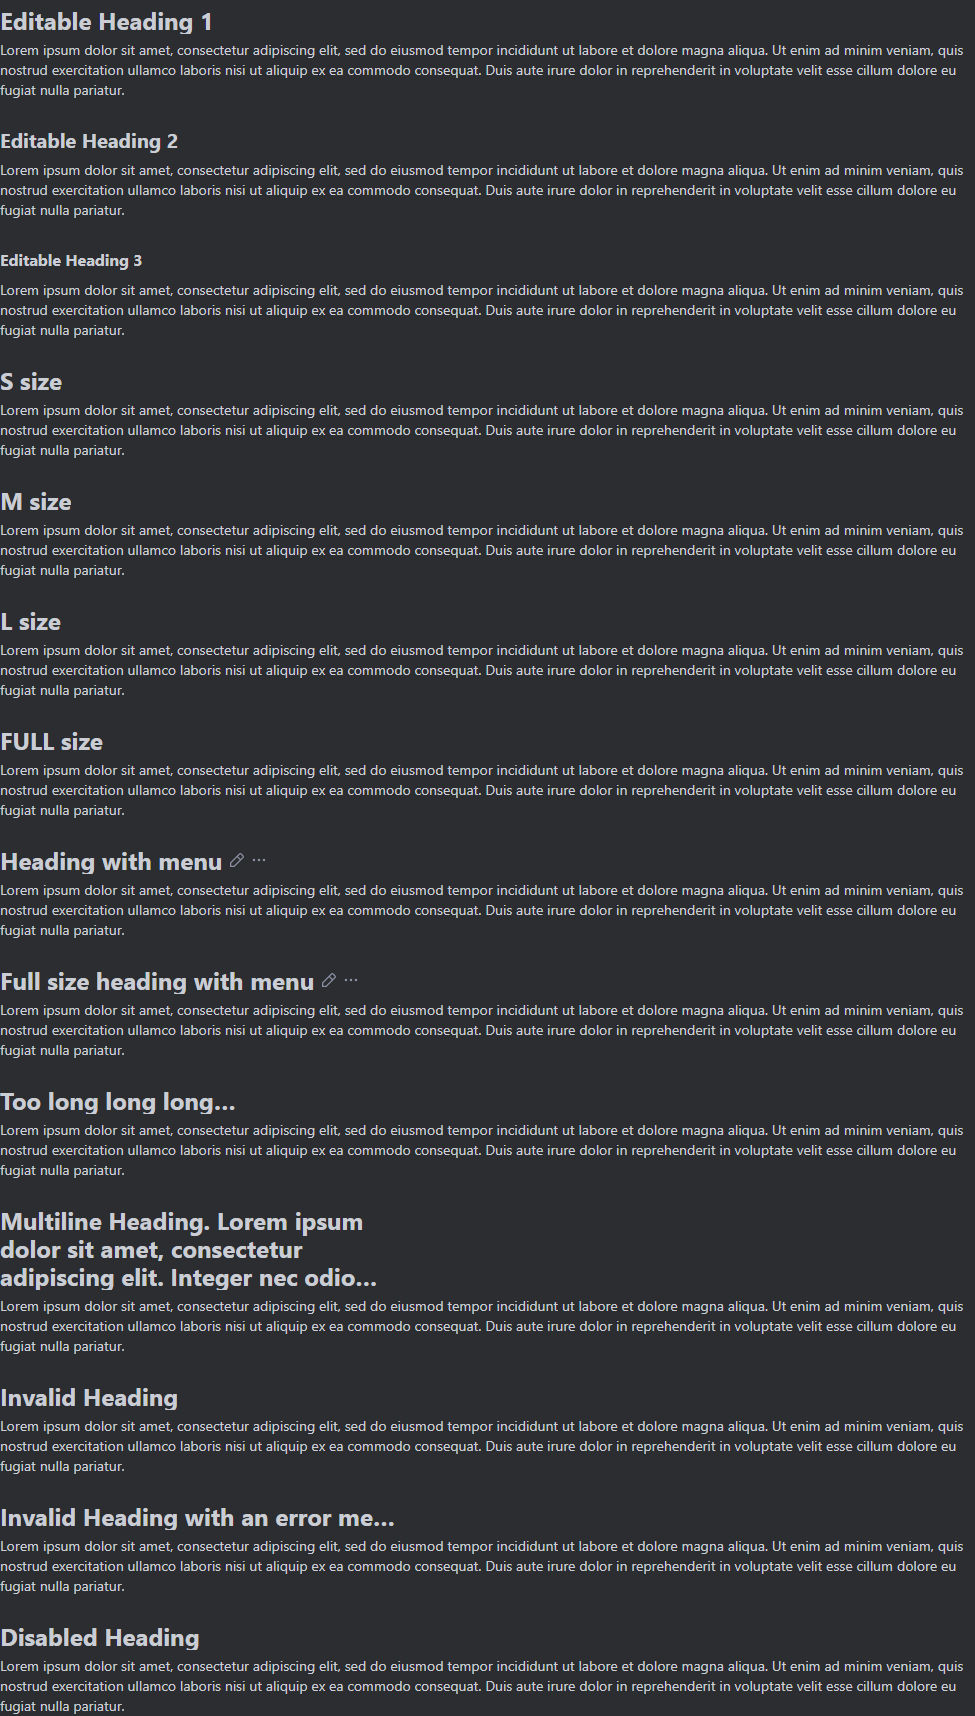 Editable Heading 1
Lorem ipsum dolor sit amet, consectetur adipiscing elit, sed do eiusmod tempor incididunt ut labore et dolore magna aliqua. Ut enim ad minim veniam, quis
nostrud exercitation ullamco laboris nisi ut aliquip ex ea commodo consequat. Duis aute irure dolor in reprehenderit in voluptate velit esse cillum dolore eu
fugiat nulla pariatur.
Editable Heading 2
Lorem ipsum dolor sit amet, consectetur adipiscing elit, sed do eiusmod tempor incididunt ut labore et dolore magna aliqua. Ut enim ad minim veniam, quis
nostrud exercitation ullamco laboris nisi ut aliquip ex ea commodo consequat. Duis aute irure dolor in reprehenderit in voluptate velit esse cillum dolore eu
fugiat nulla pariatur.
Editable Heading 3
Lorem ipsum dolor sit amet, consectetur adipiscing elit, sed do eiusmod tempor incididunt ut labore et dolore magna aliqua. Ut enim ad minim veniam, quis
nostrud exercitation ullamco laboris nisi ut aliquip ex ea commodo consequat. Duis aute irure dolor in reprehenderit in voluptate velit esse cillum dolore eu
fugiat nulla pariatur.
S size
Lorem ipsum dolor sit amet, consectetur adipiscing elit, sed do eiusmod tempor incididunt ut labore et dolore magna aliqua. Ut enim ad minim veniam, quis
nostrud exercitation ullamco laboris nisi ut aliquip ex ea commodo consequat. Duis aute irure dolor in reprehenderit in voluptate velit esse cillum dolore eu
fugiat nulla pariatur.
M size
Lorem ipsum dolor sit amet, consectetur adipiscing elit, sed do eiusmod tempor incididunt ut labore et dolore magna aliqua. Ut enim ad minim veniam, quis
nostrud exercitation ullamco laboris nisi ut aliquip ex ea commodo consequat. Duis aute irure dolor in reprehenderit in voluptate velit esse cillum dolore eu
fugiat nulla pariatur.
L size
Lorem ipsum dolor sit amet, consectetur adipiscing elit, sed do eiusmod tempor incididunt ut labore et dolore magna aliqua. Ut enim ad minim veniam, quis
nostrud exercitation ullamco laboris nisi ut aliquip ex ea commodo consequat. Duis aute irure dolor in reprehenderit in voluptate velit esse cillum dolore eu
fugiat nulla pariatur.
FULL size
Lorem ipsum dolor sit amet, consectetur adipiscing elit, sed do eiusmod tempor incididunt ut labore et dolore magna aliqua. Ut enim ad minim veniam, quis
nostrud exercitation ullamco laboris nisi ut aliquip ex ea commodo consequat. Duis aute irure dolor in reprehenderit in voluptate velit esse cillum dolore eu
fugiat nulla pariatur.
Heading with menu
Lorem ipsum dolor sit amet, consectetur adipiscing elit, sed do eiusmod tempor incididunt ut labore et dolore magna aliqua. Ut enim ad minim veniam, quis
nostrud exercitation ullamco laboris nisi ut aliquip ex ea commodo consequat. Duis aute irure dolor in reprehenderit in voluptate velit esse cillum dolore eu
fugiat nulla pariatur.
Full size heading with menu
Lorem ipsum dolor sit amet, consectetur adipiscing elit, sed do eiusmod tempor incididunt ut labore et dolore magna aliqua. Ut enim ad minim veniam, quis
nostrud exercitation ullamco laboris nisi ut aliquip ex ea commodo consequat. Duis aute irure dolor in reprehenderit in voluptate velit esse cillum dolore eu
fugiat nulla pariatur.
Too long long long...
Lorem ipsum dolor sit amet, consectetur adipiscing elit, sed do eiusmod tempor incididunt ut labore et dolore magna aliqua. Ut enim ad minim veniam, quis
nostrud exercitation ullamco laboris nisi ut aliquip ex ea commodo consequat. Duis aute irure dolor in reprehenderit in voluptate velit esse cillum dolore eu
fugiat nulla pariatur.
Multiline Heading. Lorem ipsum
dolor sit amet, consectetur
adipiscing elit. Integer nec odio...
Lorem ipsum dolor sit amet, consectetur adipiscing elit, sed do eiusmod tempor incididunt ut labore et dolore magna aliqua. Ut enim ad minim veniam, quis
nostrud exercitation ullamco laboris nisi ut aliquip ex ea commodo consequat. Duis aute irure dolor in reprehenderit in voluptate velit esse cillum dolore eu
fugiat nulla pariatur.
Invalid Heading
Lorem ipsum dolor sit amet, consectetur adipiscing elit, sed do eiusmod tempor incididunt ut labore et dolore magna aliqua. Ut enim ad minim veniam, quis
nostrud exercitation ullamco laboris nisi ut aliquip ex ea commodo consequat. Duis aute irure dolor in reprehenderit in voluptate velit esse cillum dolore eu
fugiat nulla pariatur.
Invalid Heading with an error me...
Lorem ipsum dolor sit amet, consectetur adipiscing elit, sed do eiusmod tempor incididunt ut labore et dolore magna aliqua. Ut enim ad minim veniam, quis
nostrud exercitation ullamco laboris nisi ut aliquip ex ea commodo consequat. Duis aute irure dolor in reprehenderit in voluptate velit esse cillum dolore eu
fugiat nulla pariatur.
Disabled Heading
Lorem ipsum dolor sit amet, consectetur adipiscing elit, sed do eiusmod tempor incididunt ut labore et dolore magna aliqua. Ut enim ad minim veniam, quis
nostrud exercitation ullamco laboris nisi ut aliquip ex ea commodo consequat. Duis aute irure dolor in reprehenderit in voluptate velit esse cillum dolore eu
fugiat nulla pariatur.